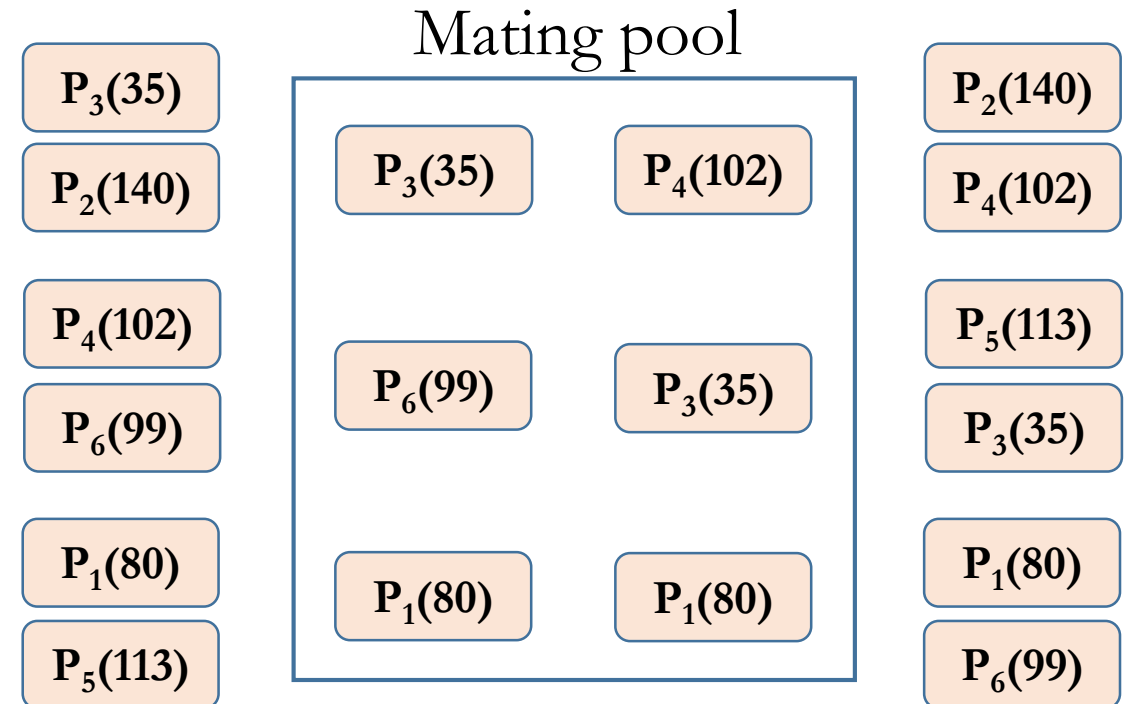 Mating pool
P₃(35)
P₂(140)
P₄(102)
P₆(99)
P₁(80)
P₅(113)
P₃(35)
P₄(102)
P₆(99)
P₃(35)
P₁(80)
P₁(80)
P₂(140)
P₄(102)
P₅(113)
P₃(35)
P₁(80)
P₆(99)